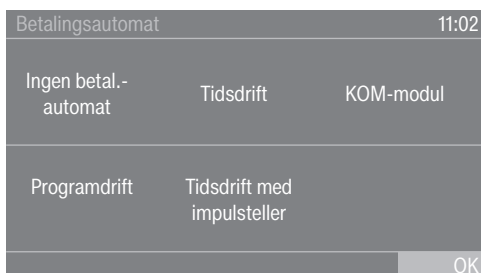 Betalingsautomat 11:02
Ingen betal.-
automat
Tidsdrift
KOM-modul
Programdrift
Tidsdrift med
impulsteller
OK